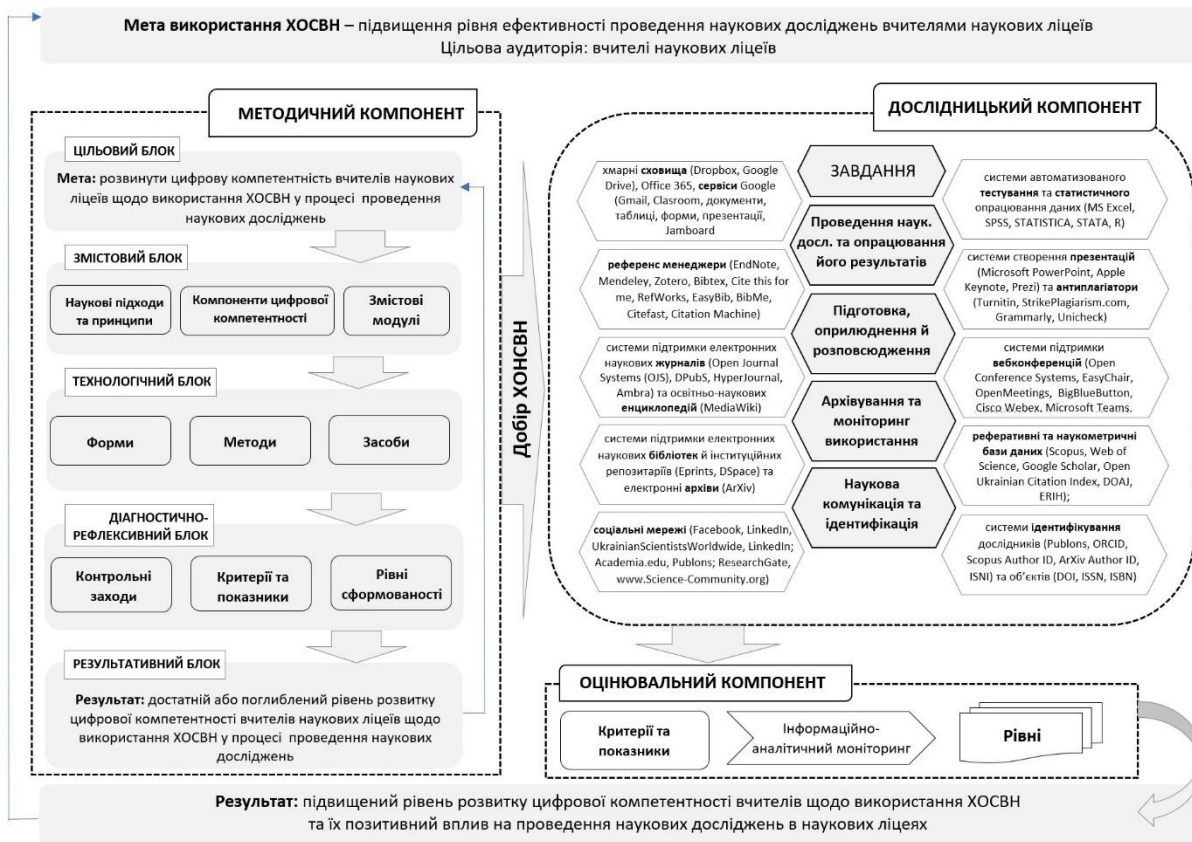 Мета використання ХОСВН – підвищення рівня ефективності проведення наукових досліджень вчителями наукових ліцеїв
Цільова аудиторія: вчителі наукових ліцеїв
МЕТОДИЧНИЙ КОМПОНЕНТ
ЦІЛЬОВИЙ БЛОК
Мета: розвинути цифрову компетентність вчителів наукових
ліцеїв щодо використання ХОСВН у процесі проведення
наукових досліджень
ЗМІСТОВИЙ БЛОК
Наукові підходи
та принципи
Компоненти цифрової
компетентності
Змістові
модулі
ТЕХНОЛОГІЧНИЙ БЛОК
Форми
Методи
Засоби
ДІАГНОСТИЧНО-
РЕФЛЕКСИВНИЙ БЛОК
Контрольні
заходи
Критерії та
показники
Рівні
сформованості
РЕЗУЛЬТАТИВНИЙ БЛОК
Результат: достатній або поглиблений рівень розвитку
цифрової компетентності вчителів наукових ліцеїв щодо
використання ХОСВН у процесі проведення наукових
досліджень
Добір ХОНСВН
ДОСЛІДНИЦЬКИЙ КОМПОНЕНТ
хмарні сховища (Dropbox, Google
Drive), Office 365, сервіси Google
(Gmail, Clasroom, документи,
таблиці, форми, презентації,
Jamboard
референс менеджери (EndNote,
Mendeley, Zotero, Bibtex, Cite this for
me, RefWorks, EasyBib, BibMe,
Citefast, Citation Machine)
системи підтримки електронних
наукових журналів (Open Journal
Systems (OJS), DPubS, HyperJournal,
Ambra) та освітньо-наукових
енциклопедій (MediaWiki)
системи підтримки електронних
наукових бібліотек й інституційних
репозитаріїв (Eprints, DSpace) та
електронні архіви (ArXiv)
соціальні мережі (Facebook, LinkedIn,
UkrainianScientistsWorldwide, LinkedIn;
Academia.edu, Publons; ResearchGate,
www.Science-Community.org)
ЗАВДАННЯ
Проведення наук.
досл. та опрацювання
його результатів
Підготовка,
оприлюднення й
розповсюдження
Архівування та
моніторинг
використання
Наукова
комунікація та
ідентифікація
системи автоматизованого
тестування та статистичного
опрацювання даних (MS Excel,
SPSS, STATISTICA, STATA, R)
системи створення презентацій
(Microsoft PowerPoint, Apple
Keynote, Prezi) та антиплагіатори
(Turnitin, StrikePlagiarism.com,
Grammarly, Unicheck)
системи підтримки
вебконференцій (Open
Conference Systems, EasyChair,
OpenMeetings, BigBlueButton,
Cisco Webex, Microsoft Teams.
реферативні та наукометричні
бази даних (Scopus, Web of
Science, Google Scholar, Open
Ukrainian Citation Index, DOAJ,
ERIH);
системи ідентифікування
дослідників (Publons, ORCID,
Scopus Author ID, ArXiv Author ID,
ISNI) та об'єктів (DOI, ISSN, ISBN)
ОЦІНЮВАЛЬНИЙ КОМПОНЕНТ
Критерії та
показники
Інформаційно-
аналітичний моніторинг
Рівні
Результат: підвищений рівень розвитку цифрової компетентності вчителів щодо використання ХОСВН
та їх позитивний вплив на проведення наукових досліджень в наукових ліцеях